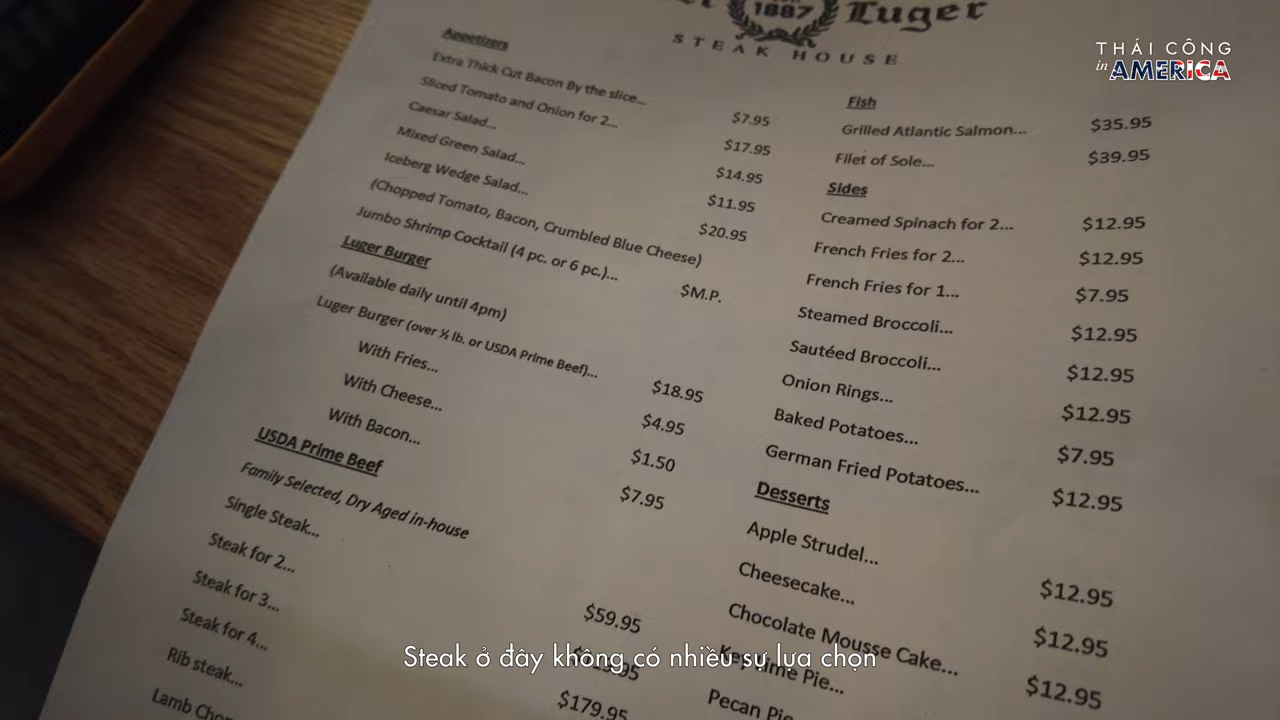 1887
Luger
STEAK HOUSE
THÁI CÔNG
in AMERICA
Appetizers
Extra Thick Cut Bacon By the slice... $7.95
Sliced Tomato and Onion for 2... $17.95
Caesar Salad... $14.95
Mixed Green Salad... $11.95
Iceberg Wedge Salad... $20.95
(Chopped Tomato, Bacon, Crumbled Blue Cheese)
Jumbo Shrimp Cocktail (4 pc. or 6 pc.)... $M.P.
Luger Burger
(Available daily until 4pm)
Luger Burger (over ½ lb. or USDA Prime Beef)... $18.95
With Fries... $4.95
With Cheese... $1.50
With Bacon... $7.95
USDA Prime Beef
Family Selected, Dry Aged in-house
Single Steak... $59.95
Steak for 2...
Steak for 3... $179.95
Steak for 4...
Rib steak...
Lamb
Fish
Grilled Atlantic Salmon... $35.95
Filet of Sole... $39.95
Sides
Creamed Spinach for 2... $12.95
French Fries for 2... $12.95
French Fries for 1... $7.95
Steamed Broccoli... $12.95
Sautéed Broccoli... $12.95
Onion Rings... $12.95
Baked Potatoes... $7.95
German Fried Potatoes... $12.95
Desserts
Apple Strudel... $12.95
Cheesecake... $12.95
Chocolate Mousse Cake... $12.95
Key Lime Pie...
Pecan Pie
Steak ở đây không có nhiều sự lựa chọn